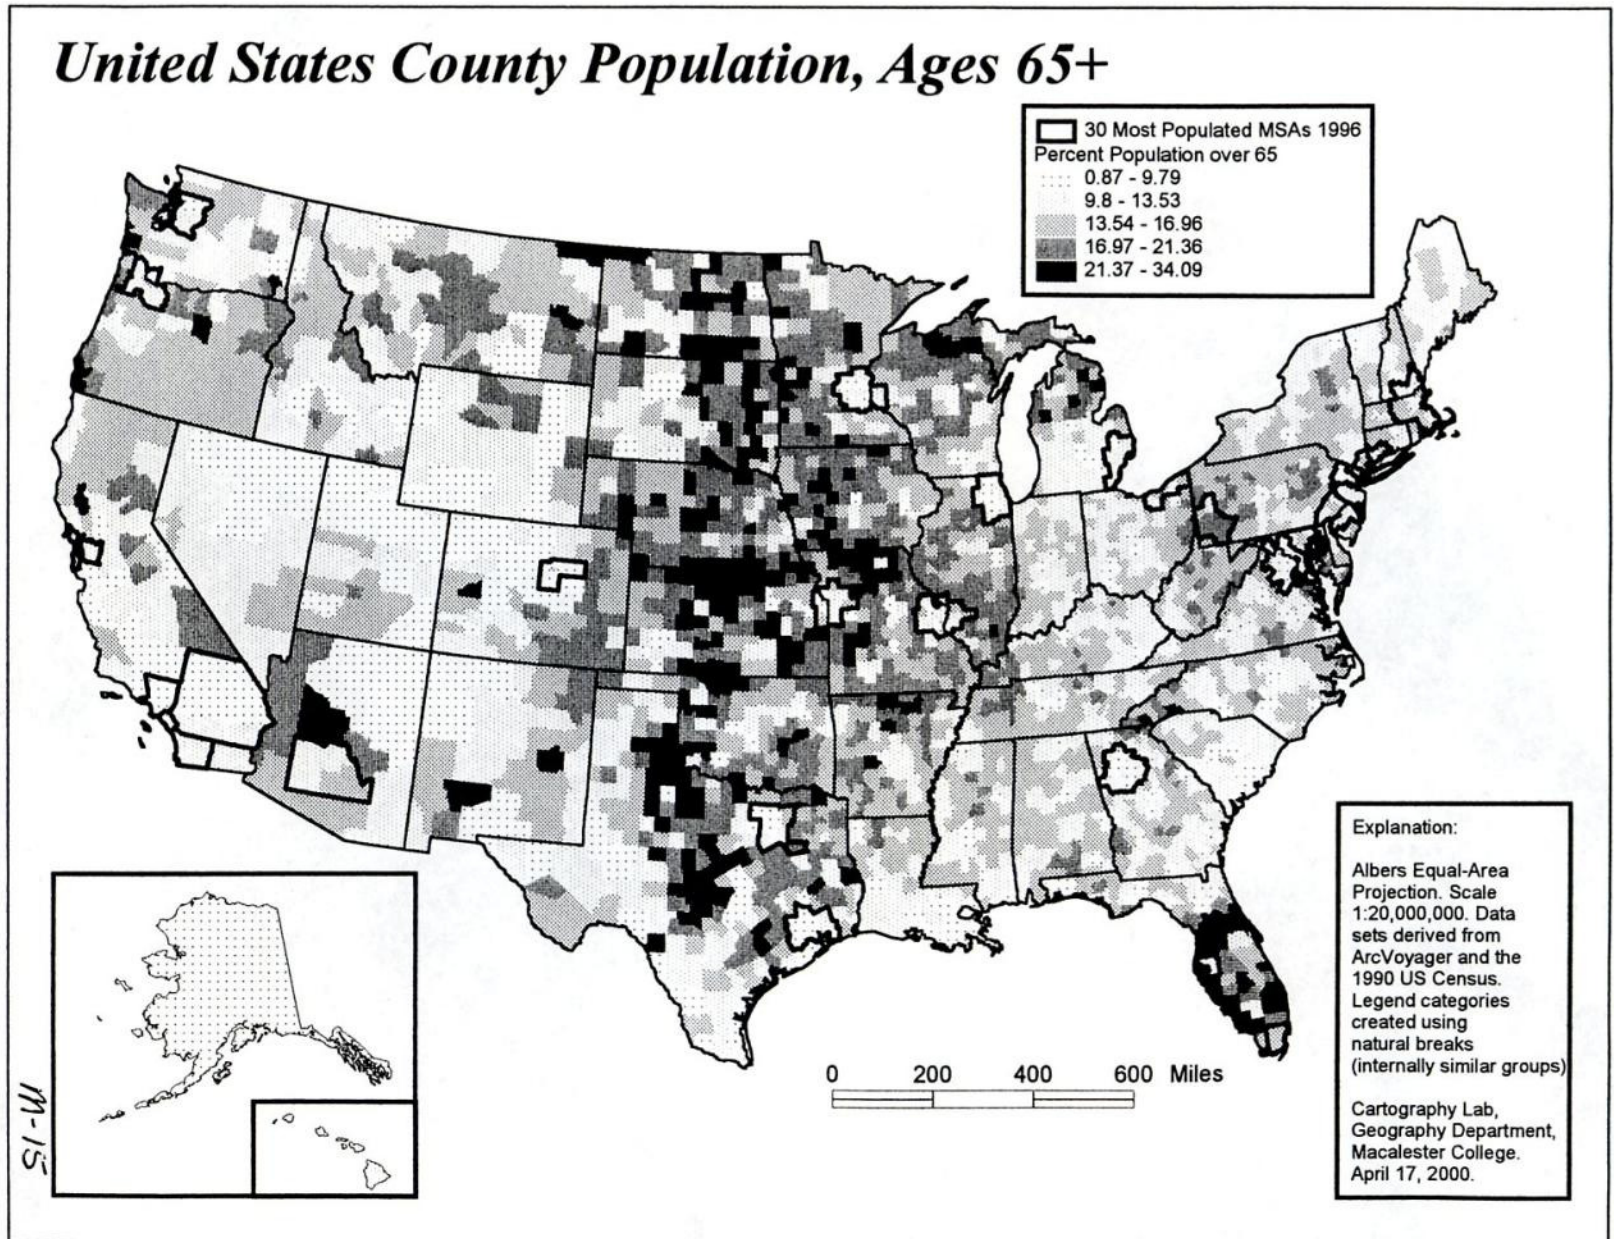 United States County Population, Ages 65+
30 Most Populated MSAs 1996
Percent Population over 65
0.87 - 9.79
9.8 - 13.53
13.54 - 16.96
16.97 - 21.36
21.37 - 34.09
Explanation:
Albers Equal-Area
Projection. Scale
1:20,000,000. Data
sets derived from
ArcVoyager and the
1990 US Census.
Legend categories
created using
natural breaks
(internally similar groups)
Cartography Lab,
Geography Department,
Macalester College.
April 17, 2000.
0 200 400 600 Miles
M-15